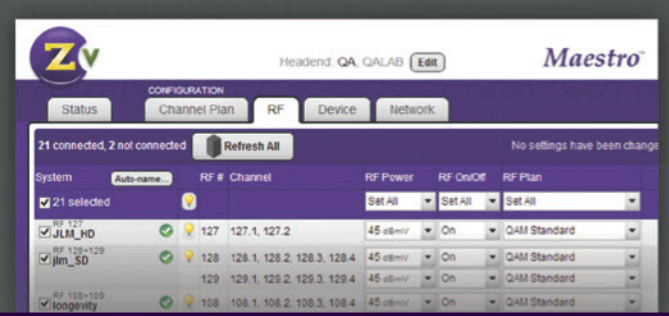 ZV
Headend: QA, QALAB Edit
Maestro™
CONFIGURATION
Status Channel Plan RF Device Network
21 connected, 2 not connected Refresh All No settings have been change
System Auto-name... RF # Channel RF Power RF On/Off RF Plan
21 selected Set All Set All Set All
RF 127
JLM_HD 127 127.1, 127.2 45 dBmV On QAM Standard
RF 128+129
jlm_SD 128 128.1, 128.2, 128.3, 128.4 45 dBmV On QAM Standard
129 129.1, 129.2, 129.3, 129.4 45 dBmV On QAM Standard
RF 108+109
longevity 108 108.1, 108.2, 108.3, 108.4 45 dBmV On QAM Standard